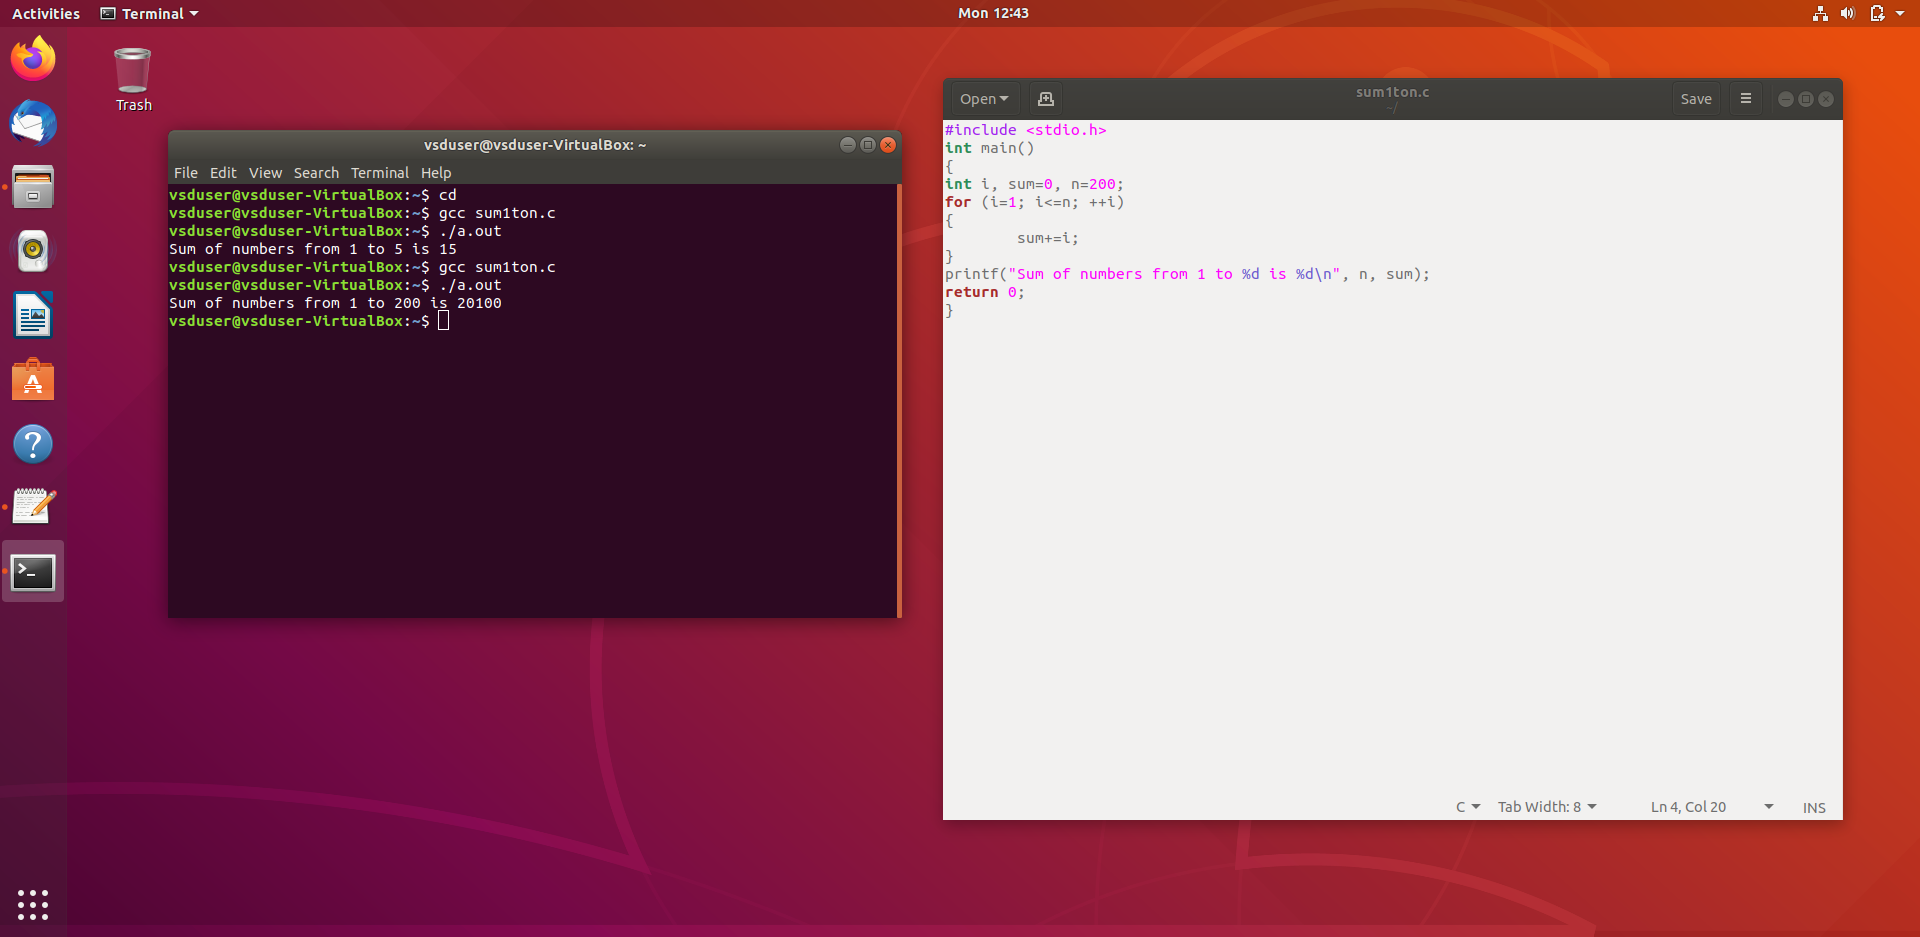 Activities Terminal Mon 12:43
Trash
vsduser@vsduser-VirtualBox: ~
File Edit View Search Terminal Help
vsduser@vsduser-VirtualBox:~$ cd
vsduser@vsduser-VirtualBox:~$ gcc sum1ton.c
vsduser@vsduser-VirtualBox:~$ ./a.out
Sum of numbers from 1 to 5 is 15
vsduser@vsduser-VirtualBox:~$ gcc sum1ton.c
vsduser@vsduser-VirtualBox:~$ ./a.out
Sum of numbers from 1 to 200 is 20100
vsduser@vsduser-VirtualBox:~$
Open sum1ton.c Save
~/
#include <stdio.h>
int main()
{
int i, sum=0, n=200;
for (i=1; i<=n; ++i)
{
        sum+=i;
}
printf("Sum of numbers from 1 to %d is %d\n", n, sum);
return 0;
}
C Tab Width: 8 Ln 4, Col 20 INS